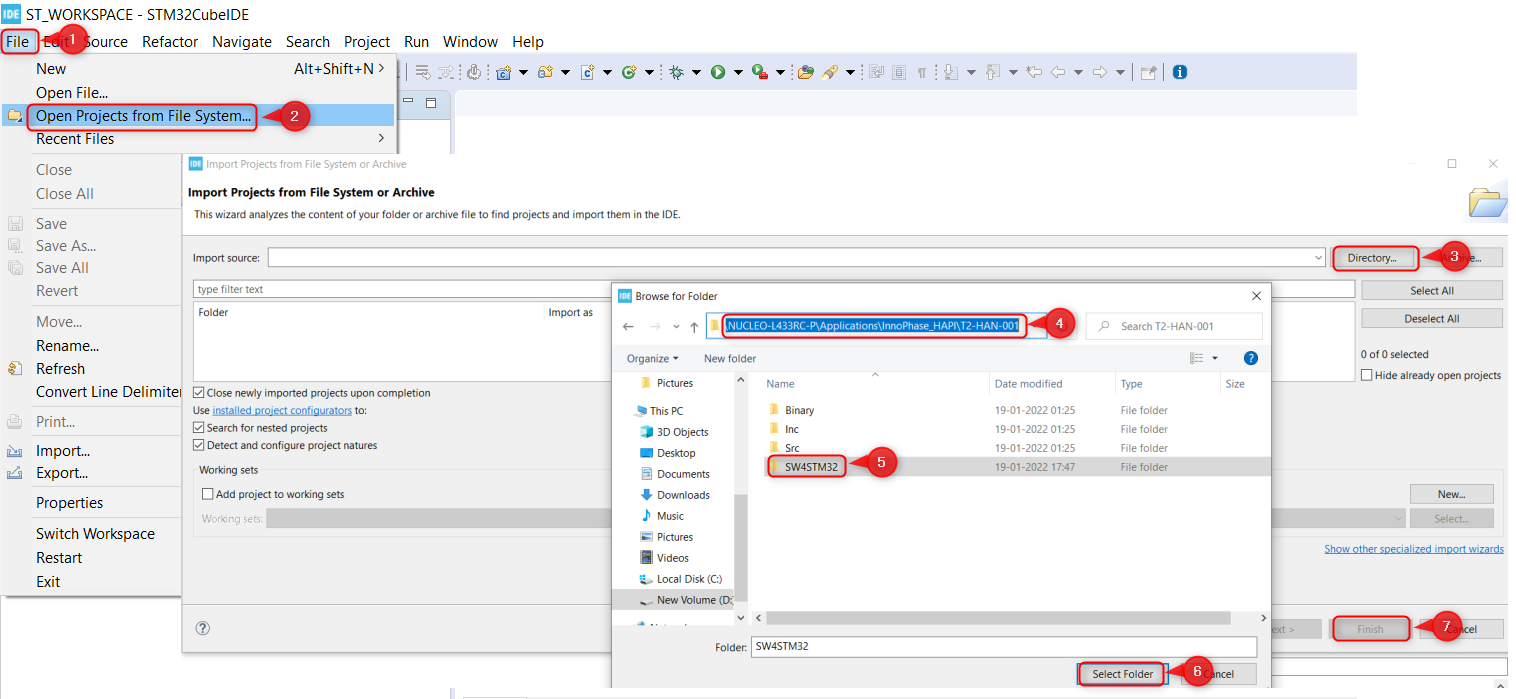 IDE ST_WORKSPACE - STM32CubeIDE
File Edit Source Refactor Navigate Search Project Run Window Help
1
New Alt+Shift+N >
Open File...
Open Projects from File System...
2
Recent Files >
Close
Close All
Save
Save As...
Save All
Revert
Move...
Rename...
Refresh
Convert Line Delimiter
Print...
Import...
Export...
Properties
Switch Workspace
Restart
Exit
IDE Import Projects from File System or Archive
Import Projects from File System or Archive
This wizard analyzes the content of your folder or archive file to find projects and import them in the IDE.
Import source:
Directory...
3
type filter text
Folder Import as
Select All
Deselect All
0 of 0 selected
Hide already open projects
Close newly imported projects upon completion
Use installed project configurators to:
Search for nested projects
Detect and configure project natures
Working sets
Add project to working sets
New...
Working sets:
Select...
Show other specialized import wizards
Finish
7
IDE Browse for Folder
\NUCLEO-L433RC-P\Applications\InnoPhase_HAPI\T2-HAN-001
4
Search T2-HAN-001
Organize New folder
Pictures
This PC
3D Objects
Desktop
Documents
Downloads
Music
Pictures
Videos
Local Disk (C:)
New Volume (D:
Name Date modified Type Size
Binary 19-01-2022 01:25 File folder
Inc 19-01-2022 01:25 File folder
Src 19-01-2022 01:25 File folder
SW4STM32 19-01-2022 17:47 File folder
5
Folder: SW4STM32
Select Folder
6